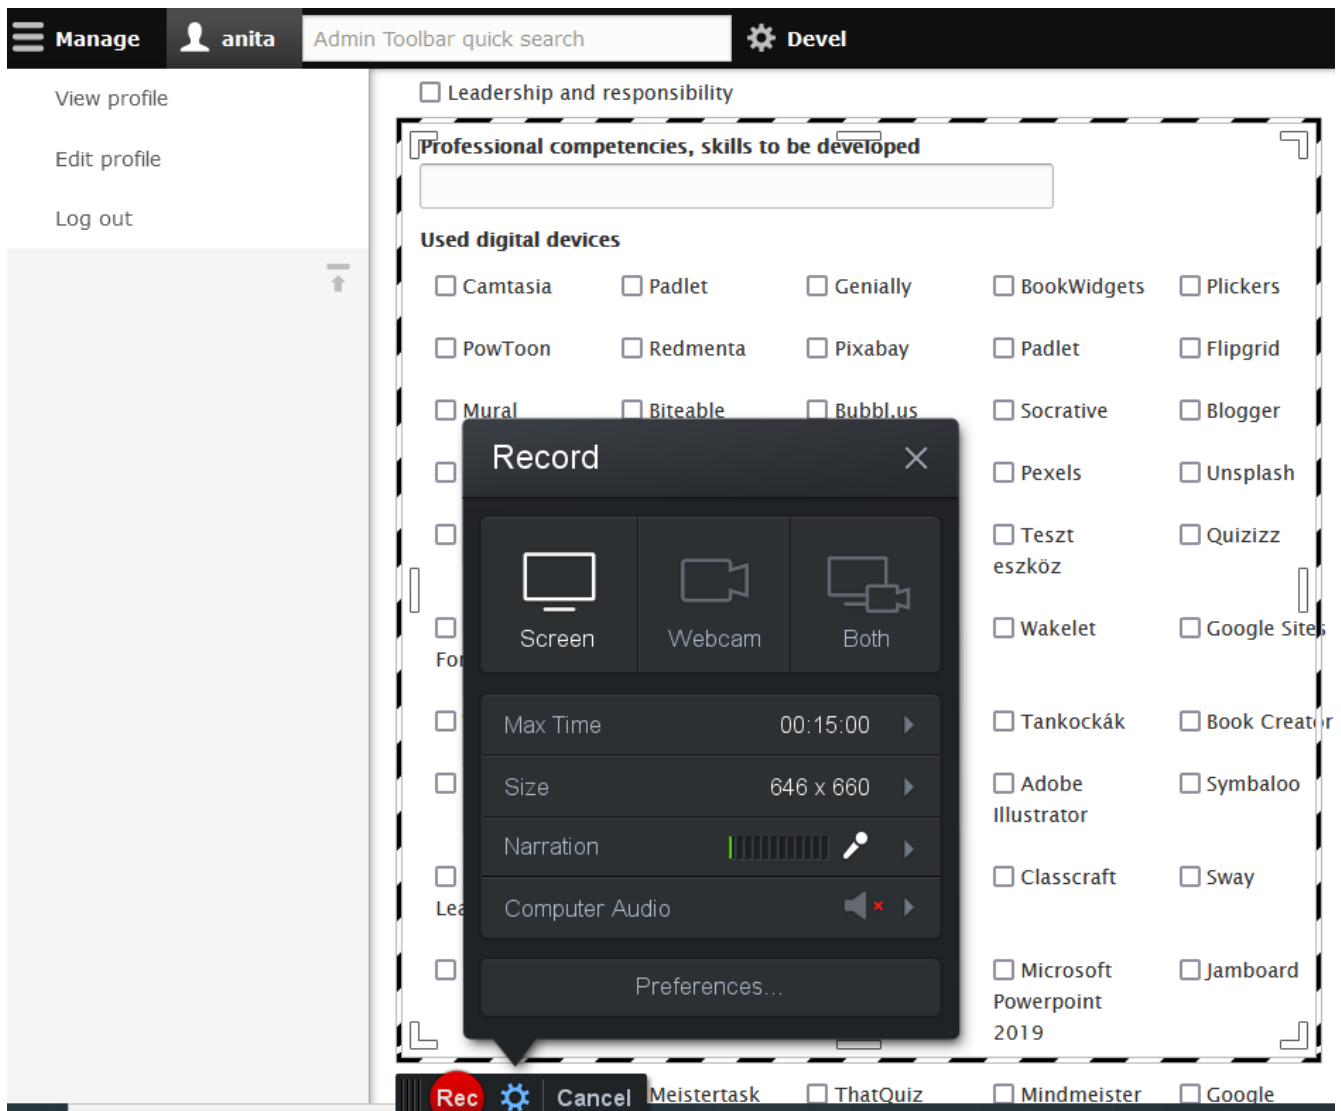 Manage anita Admin Toolbar quick search Devel
View profile
Edit profile
Log out
Leadership and responsibility
Professional competencies, skills to be developed
Used digital devices
Camtasia Padlet Genially BookWidgets Plickers
PowToon Redmenta Pixabay Padlet Flipgrid
Mural Biteable Bubbl.us Socrative Blogger
Pexels Unsplash
Teszt Quizizz
eszköz
Wakelet Google Sites
Tankockák Book Creator
Adobe Symbaloo
Illustrator
Classcraft Sway
Microsoft Jamboard
Powerpoint
2019
Record
Screen Webcam Both
Max Time 00:15:00
Size 646 x 660
Narration
Computer Audio
Preferences...
Rec Cancel
Meistertask ThatQuiz Mindmeister Google